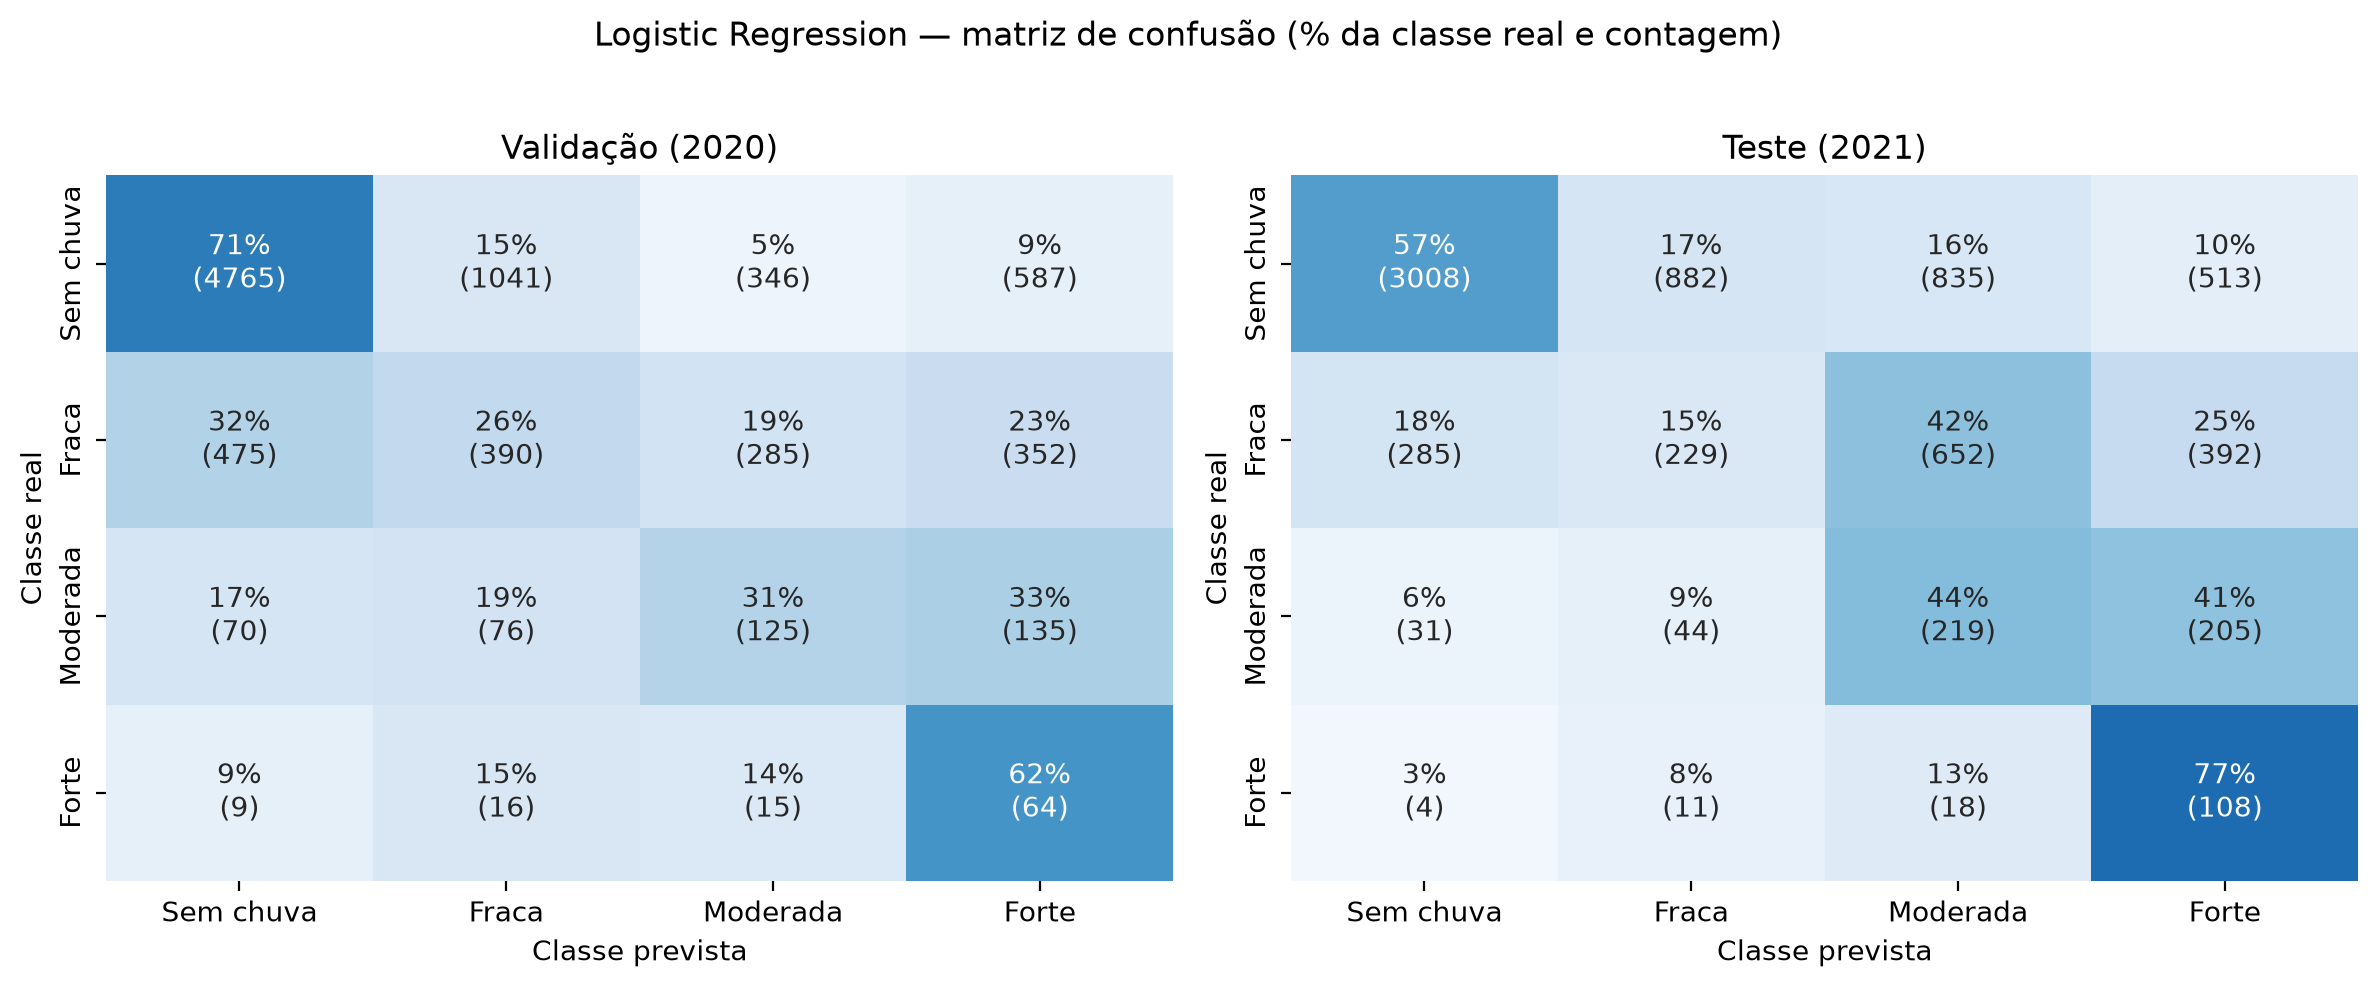 Logistic Regression — matriz de confusão (% da classe real e contagem)
Validação (2020)
Classe real
Sem chuva
71%
(4765)
15%
(1041)
5%
(346)
9%
(587)
Fraca
32%
(475)
26%
(390)
19%
(285)
23%
(352)
Moderada
17%
(70)
19%
(76)
31%
(125)
33%
(135)
Forte
9%
(9)
15%
(16)
14%
(15)
62%
(64)
Sem chuva
Fraca
Moderada
Forte
Classe prevista
Teste (2021)
Classe real
Sem chuva
57%
(3008)
17%
(882)
16%
(835)
10%
(513)
Fraca
18%
(285)
15%
(229)
42%
(652)
25%
(392)
Moderada
6%
(31)
9%
(44)
44%
(219)
41%
(205)
Forte
3%
(4)
8%
(11)
13%
(18)
77%
(108)
Sem chuva
Fraca
Moderada
Forte
Classe prevista